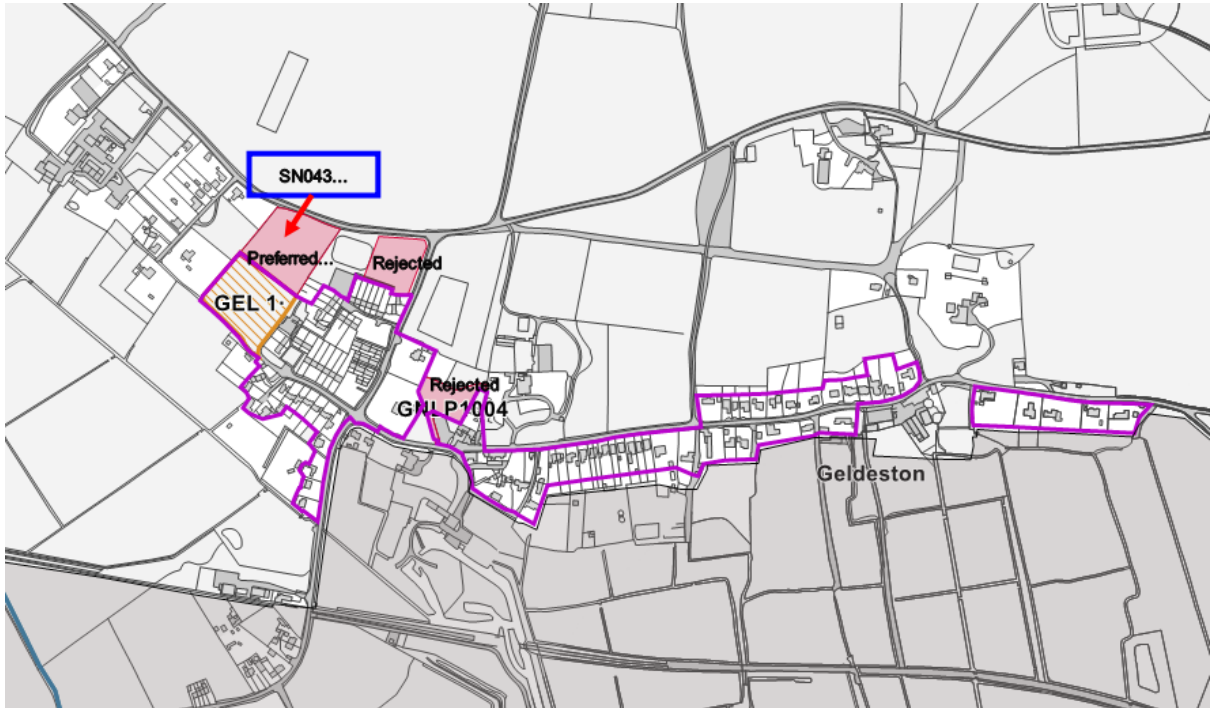 SN043...
Preferred...
Rejected
GEL 1
Rejected
GNLP1004
Geldeston